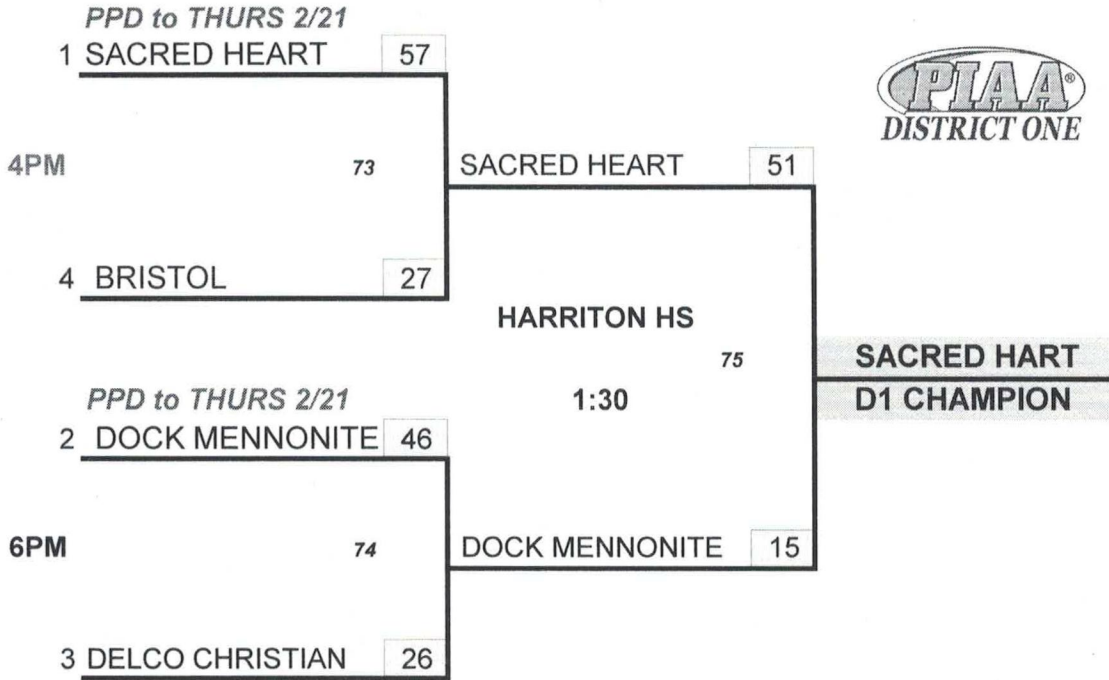 PPD to THURS 2/21
1 SACRED HEART 57
PIAA®
DISTRICT ONE
4PM 73 SACRED HEART 51
4 BRISTOL 27
HARRITON HS
75 SACRED HART
PPD to THURS 2/21 1:30 D1 CHAMPION
2 DOCK MENNONITE 46
6PM 74 DOCK MENNONITE 15
3 DELCO CHRISTIAN 26